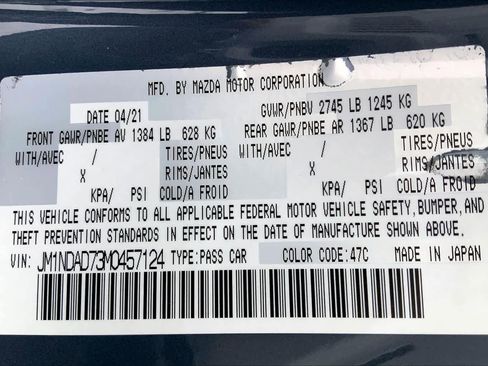 MFD. BY MAZDA MOTOR CORPORATION
DATE 04/21 GVWR/PNBV 2745 LB 1245 KG
FRONT GAWR/PNBE AV 1384 LB 628 KG REAR GAWR/PNBE AR 1367 LB 620 KG
WITH/AVEC / TIRES/PNEUS WITH/AVEC / TIRES/PNEUS
X RIMS/JANTES X RIMS/JANTES
KPA/ PSI COLD/A FROID KPA/ PSI COLD/A FROID
THIS VEHICLE CONFORMS TO ALL APPLICABLE FEDERAL MOTOR VEHICLE SAFETY, BUMPER, AND
THEFT PREVENTION STANDARDS IN EFFECT ON THE DATE OF MANUFACTURE SHOWN ABOVE.
VIN: JM1NDAD73M0457124 TYPE: PASS CAR COLOR CODE: 47C MADE IN JAPAN